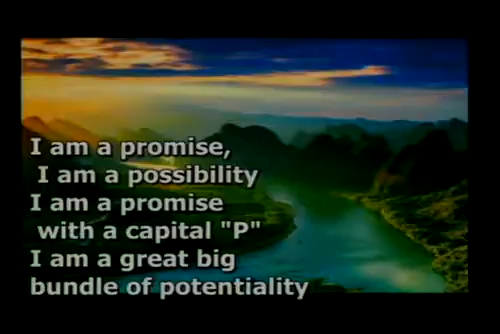 I am a promise,
I am a possibility
I am a promise
with a capital "P"
I am a great big
bundle of potentiality